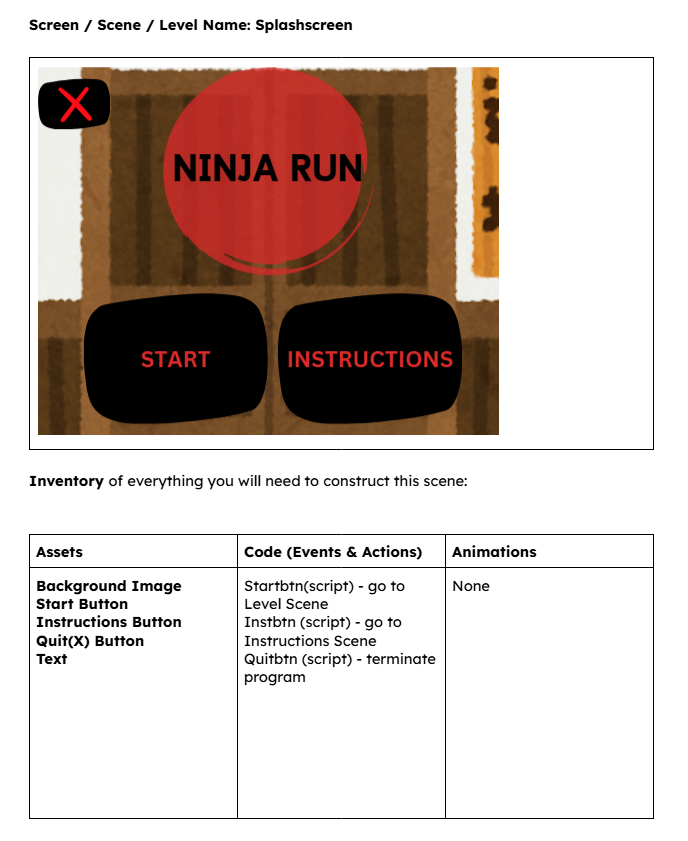 Screen / Scene / Level Name: Splashscreen
X
NINJA RUN
START
INSTRUCTIONS
Inventory of everything you will need to construct this scene:
Assets
Code (Events & Actions)
Animations
Background Image
Start Button
Instructions Button
Quit(X) Button
Text
Startbtn(script) - go to
Level Scene
Instbtn (script) - go to
Instructions Scene
Quitbtn (script) - terminate
program
None